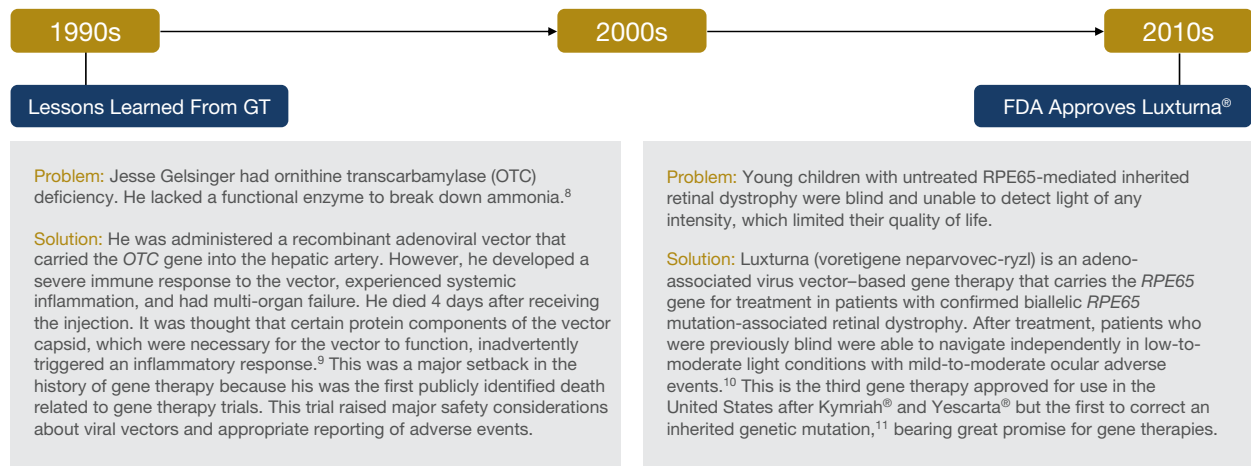 1990s
2000s
2010s
Lessons Learned From GT
FDA Approves Luxturna®
Problem: Jesse Gelsinger had ornithine transcarbamylase (OTC)
deficiency. He lacked a functional enzyme to break down ammonia.8
Solution: He was administered a recombinant adenoviral vector that
carried the OTC gene into the hepatic artery. However, he developed a
severe immune response to the vector, experienced systemic
inflammation, and had multi-organ failure. He died 4 days after receiving
the injection. It was thought that certain protein components of the vector
capsid, which were necessary for the vector to function, inadvertently
triggered an inflammatory response.9 This was a major setback in the
history of gene therapy because his was the first publicly identified death
related to gene therapy trials. This trial raised major safety considerations
about viral vectors and appropriate reporting of adverse events.
Problem: Young children with untreated RPE65-mediated inherited
retinal dystrophy were blind and unable to detect light of any
intensity, which limited their quality of life.
Solution: Luxturna (voretigene neparvovec-ryzl) is an adeno-
associated virus vector–based gene therapy that carries the RPE65
gene for treatment in patients with confirmed biallelic RPE65
mutation-associated retinal dystrophy. After treatment, patients who
were previously blind were able to navigate independently in low-to-
moderate light conditions with mild-to-moderate ocular adverse
events.10 This is the third gene therapy approved for use in the
United States after Kymriah® and Yescarta® but the first to correct an
inherited genetic mutation,11 bearing great promise for gene therapies.